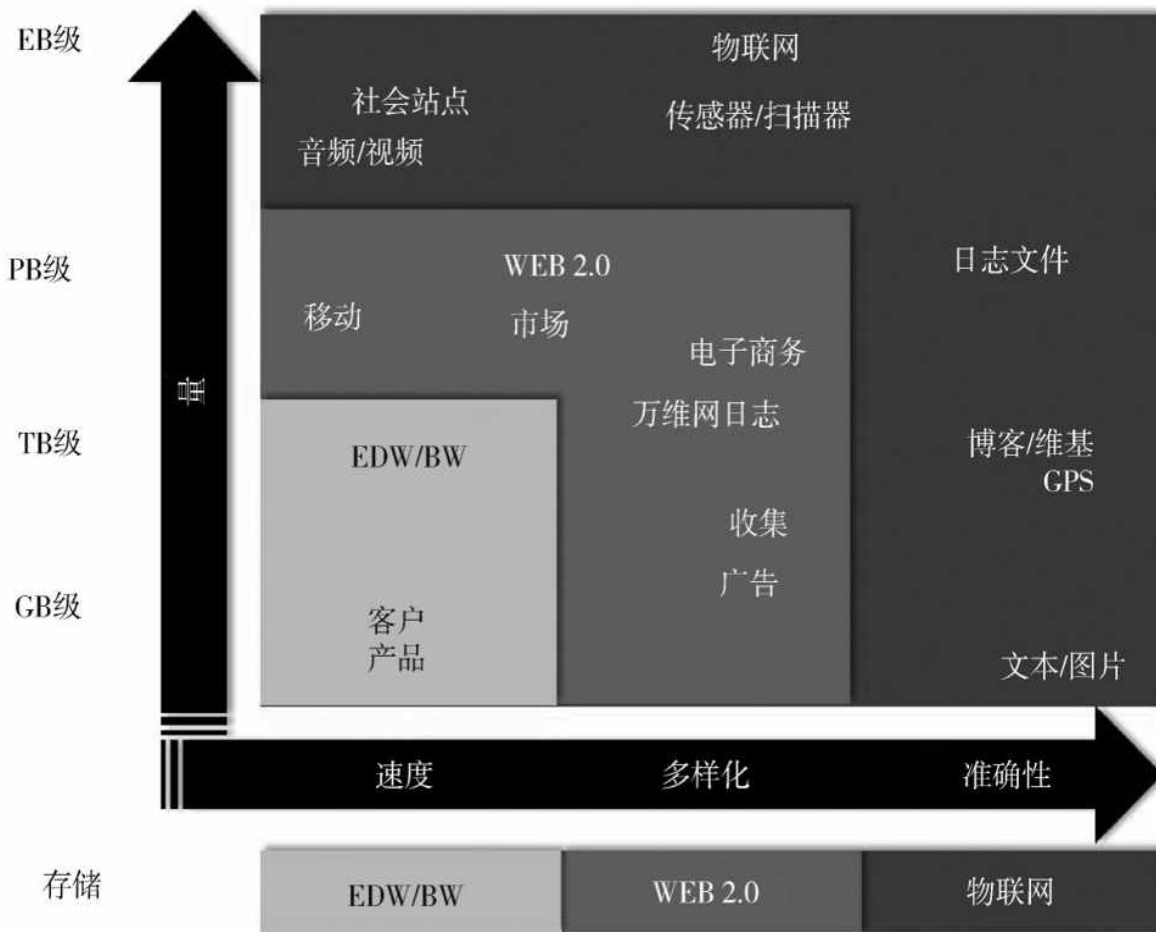 EB级
物联网
社会站点
传感器/扫描器
音频/视频
PB级
WEB 2.0
日志文件
移动
市场
电子商务
量
万维网日志
TB级
EDW/BW
博客/维基
GPS
收集
广告
GB级
客户
产品
文本/图片
速度
多样化
准确性
存储
EDW/BW
WEB 2.0
物联网